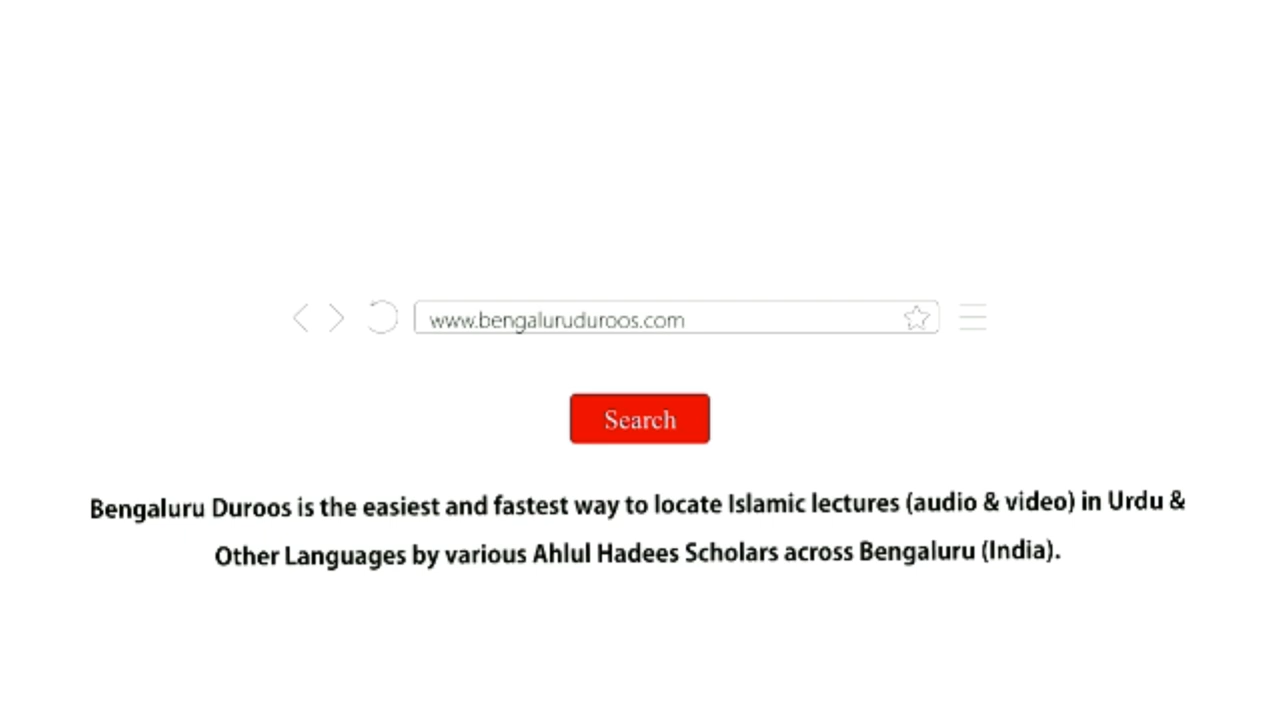 www.bengaluruduroos.com
Search
Bengaluru Duroos is the easiest and fastest way to locate Islamic lectures (audio & video) in Urdu &
Other Languages by various Ahlul Hadees Scholars across Bengaluru (India).